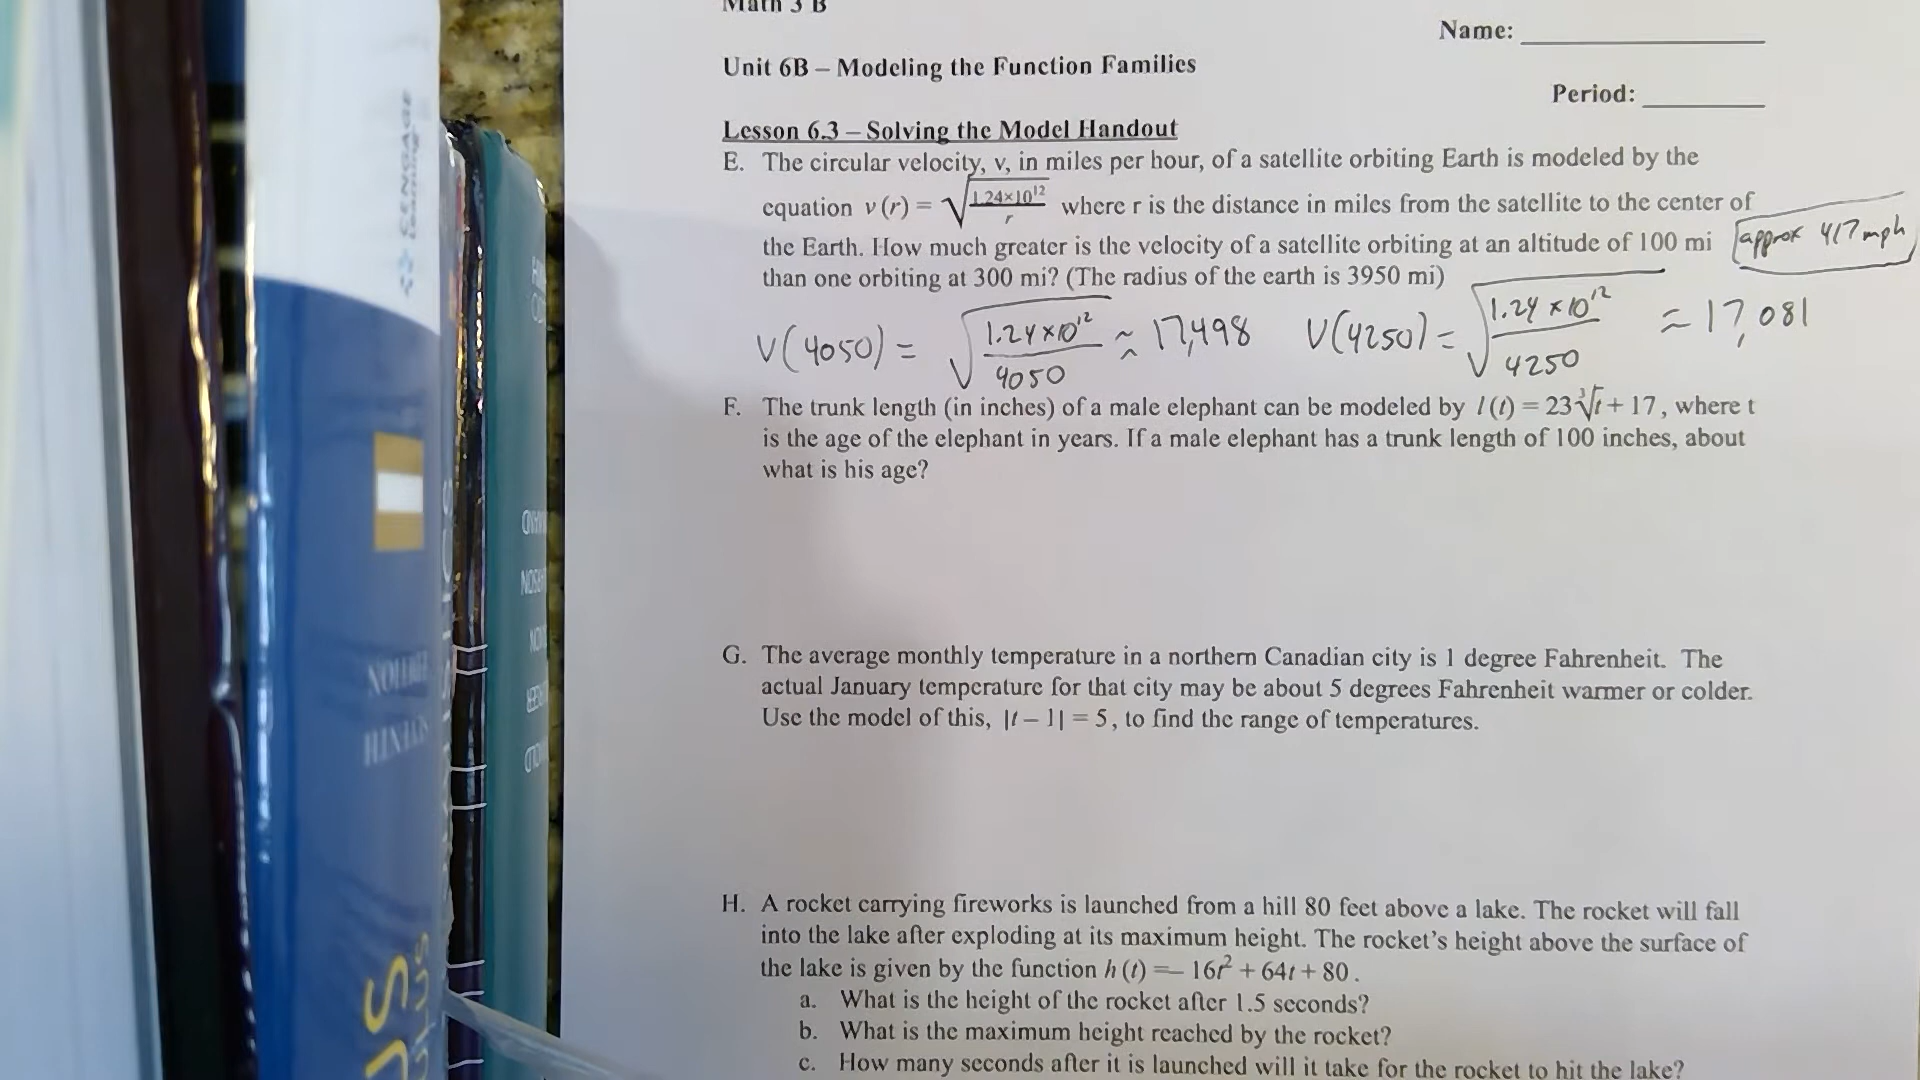 Math 3 B
Name:
Unit 6B – Modeling the Function Families
Period:
Lesson 6.3 – Solving the Model Handout
E. The circular velocity, v, in miles per hour, of a satellite orbiting Earth is modeled by the
equation v(r) = √(1.24×10¹²/r) where r is the distance in miles from the satellite to the center of
the Earth. How much greater is the velocity of a satellite orbiting at an altitude of 100 mi
approx 417 mph
than one orbiting at 300 mi? (The radius of the earth is 3950 mi)
V(4050) = √(1.24×10¹²/4050) ≈ 17,498 V(4250) = √(1.24×10¹²/4250) ≈ 17,081
F. The trunk length (in inches) of a male elephant can be modeled by l(t) = 23∛t + 17, where t
is the age of the elephant in years. If a male elephant has a trunk length of 100 inches, about
what is his age?
G. The average monthly temperature in a northern Canadian city is 1 degree Fahrenheit. The
actual January temperature for that city may be about 5 degrees Fahrenheit warmer or colder.
Use the model of this, |t – 1| = 5, to find the range of temperatures.
H. A rocket carrying fireworks is launched from a hill 80 feet above a lake. The rocket will fall
into the lake after exploding at its maximum height. The rocket's height above the surface of
the lake is given by the function h(t) = – 16t² + 64t + 80.
a. What is the height of the rocket after 1.5 seconds?
b. What is the maximum height reached by the rocket?
c. How many seconds after it is launched will it take for the rocket to hit the lake?
CENGAGE
Learning
NINTH
EDITION